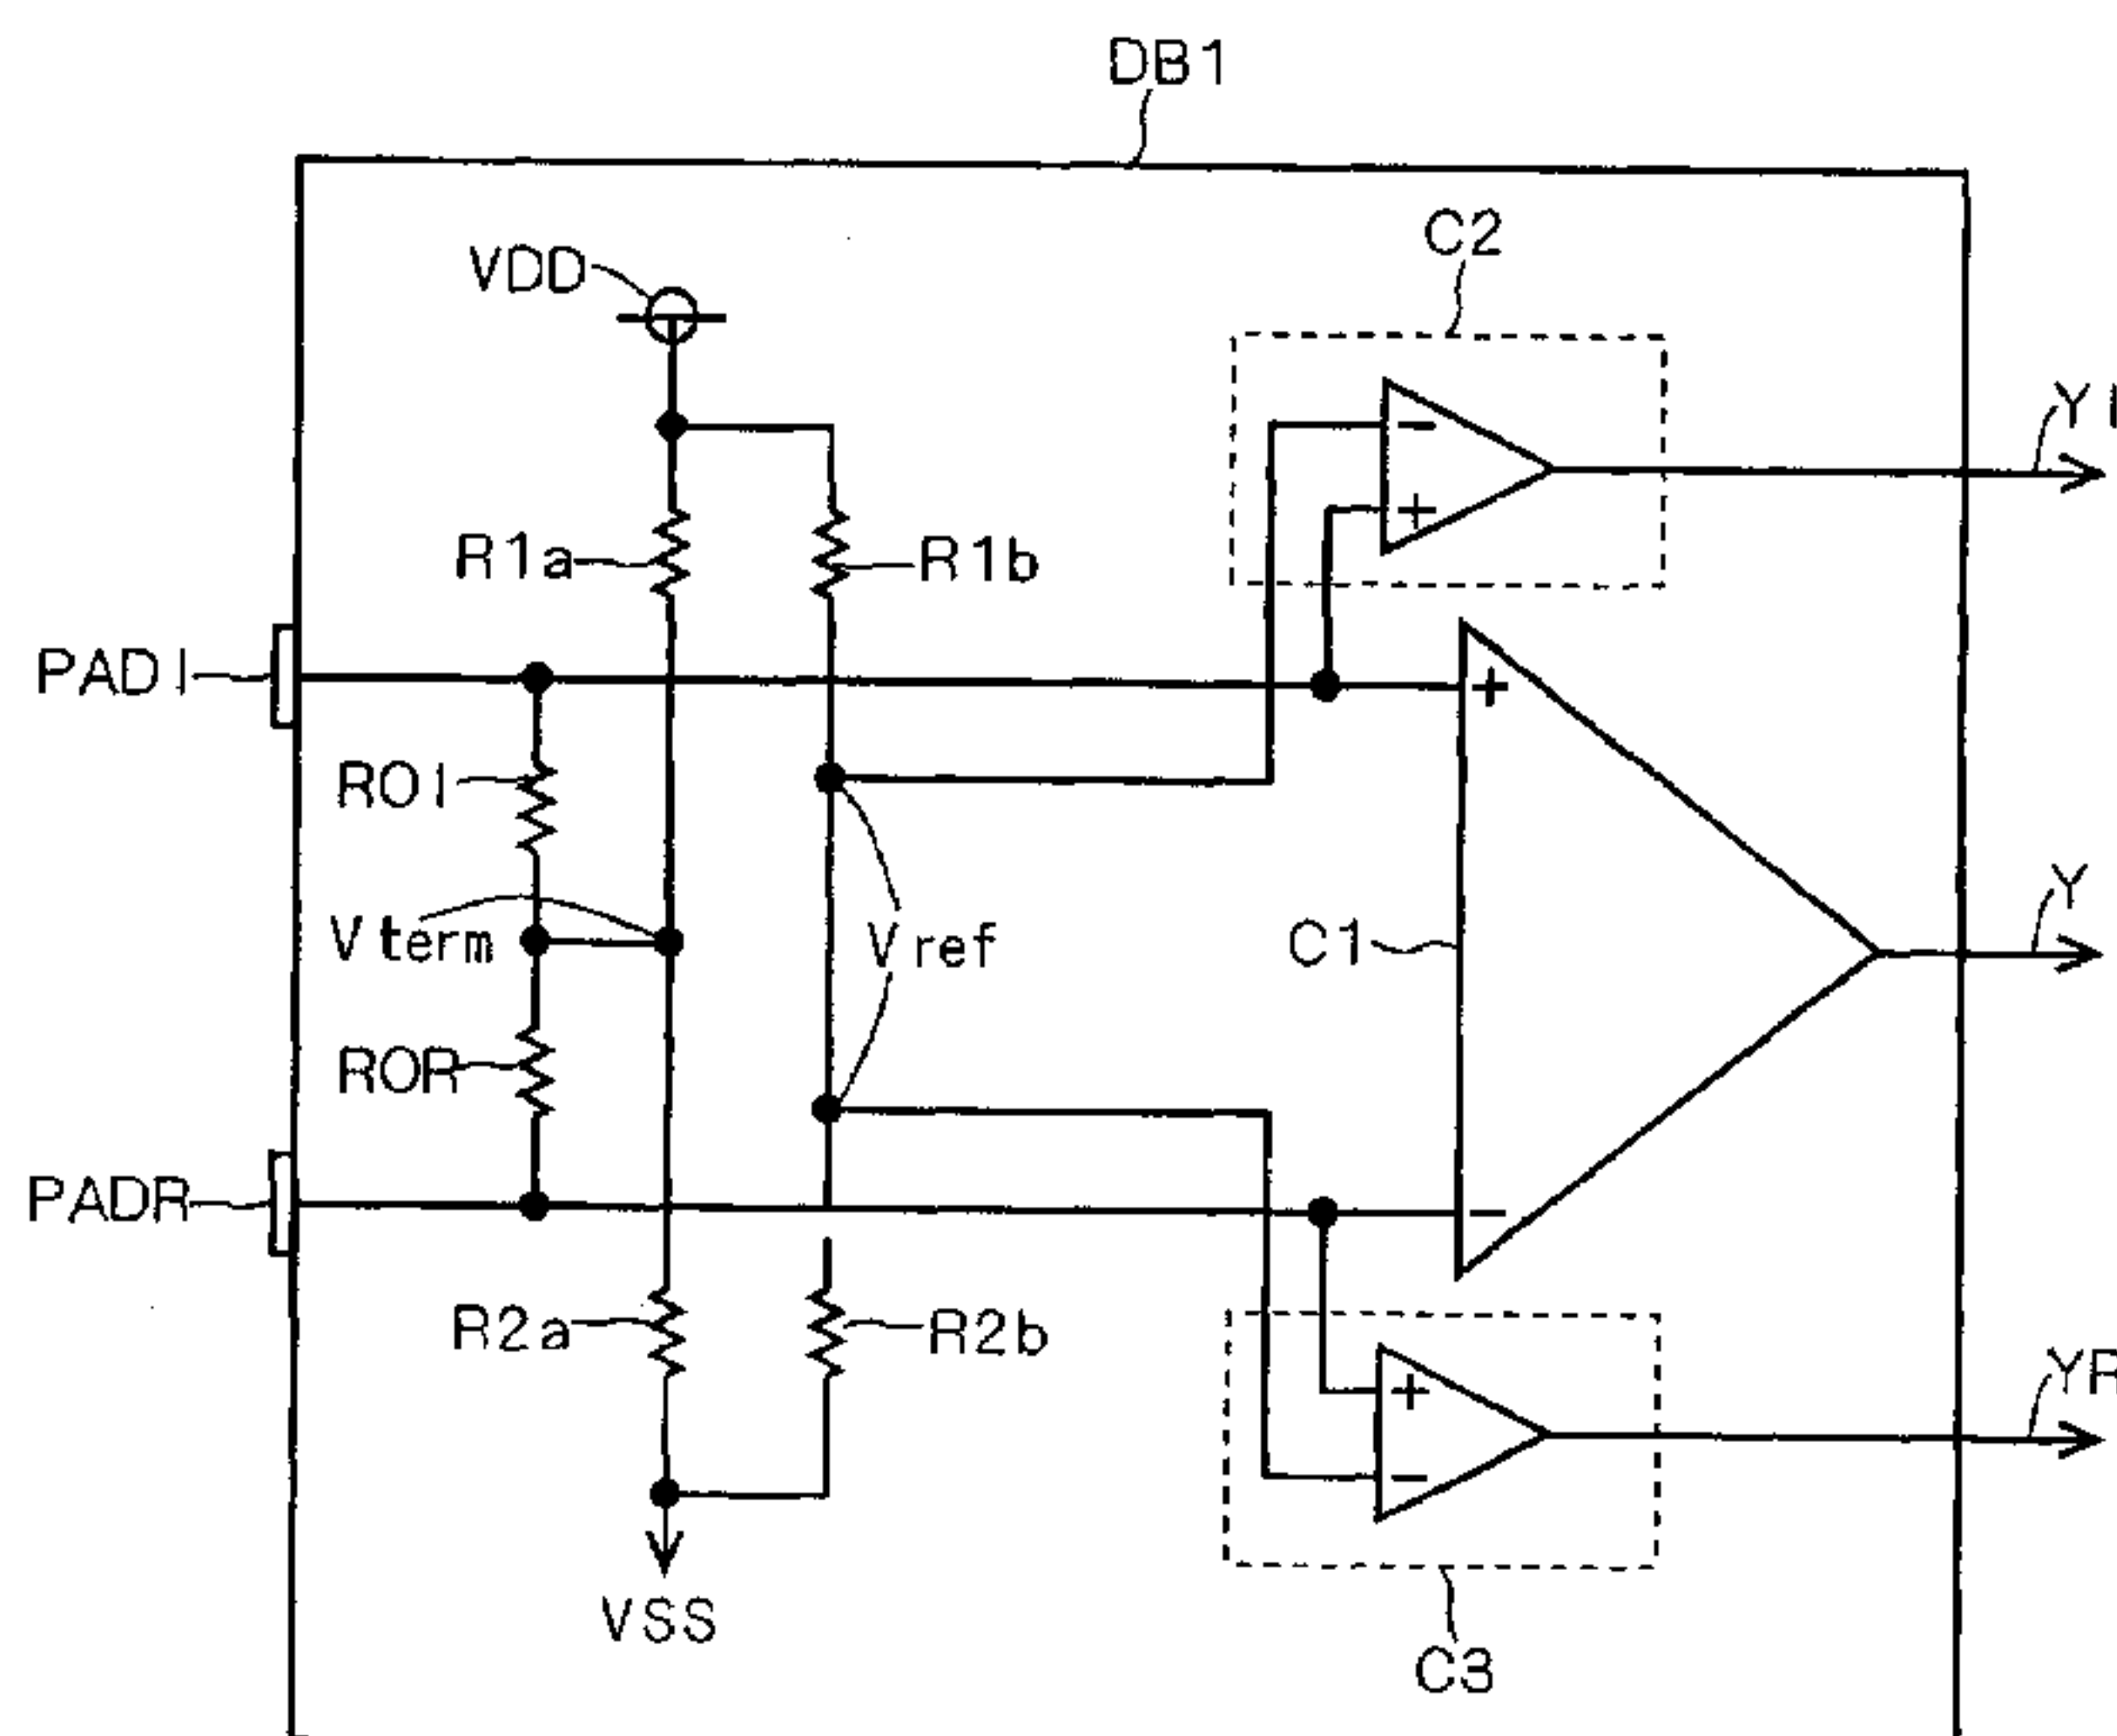 DB1
C2
VDD
YI
R1a
R1b
PADI
+
-
+
ROI
Vterm
Vref
C1
Y
ROR
PADR
-
R2a
R2b
+
-
YR
VSS
C3